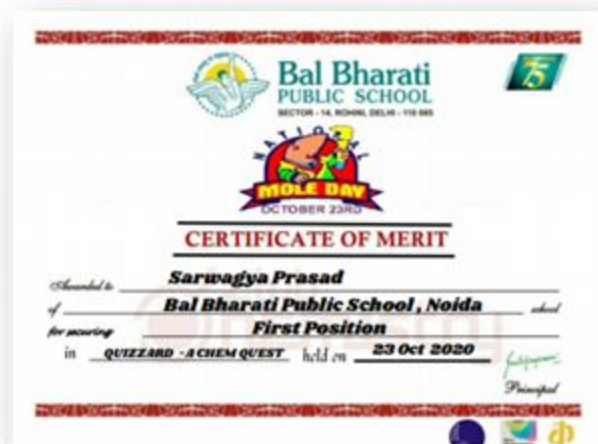 Bal Bharati
PUBLIC SCHOOL
SECTOR - 14, ROHINI, DELHI - 110 085
75
NATIONAL
MOLE DAY
OCTOBER 23RD
CERTIFICATE OF MERIT
Awarded to Sarwagya Prasad
of Bal Bharati Public School , Noida school
for securing First Position
in QUIZZARD - A CHEM QUEST held on 23 Oct 2020
Principal